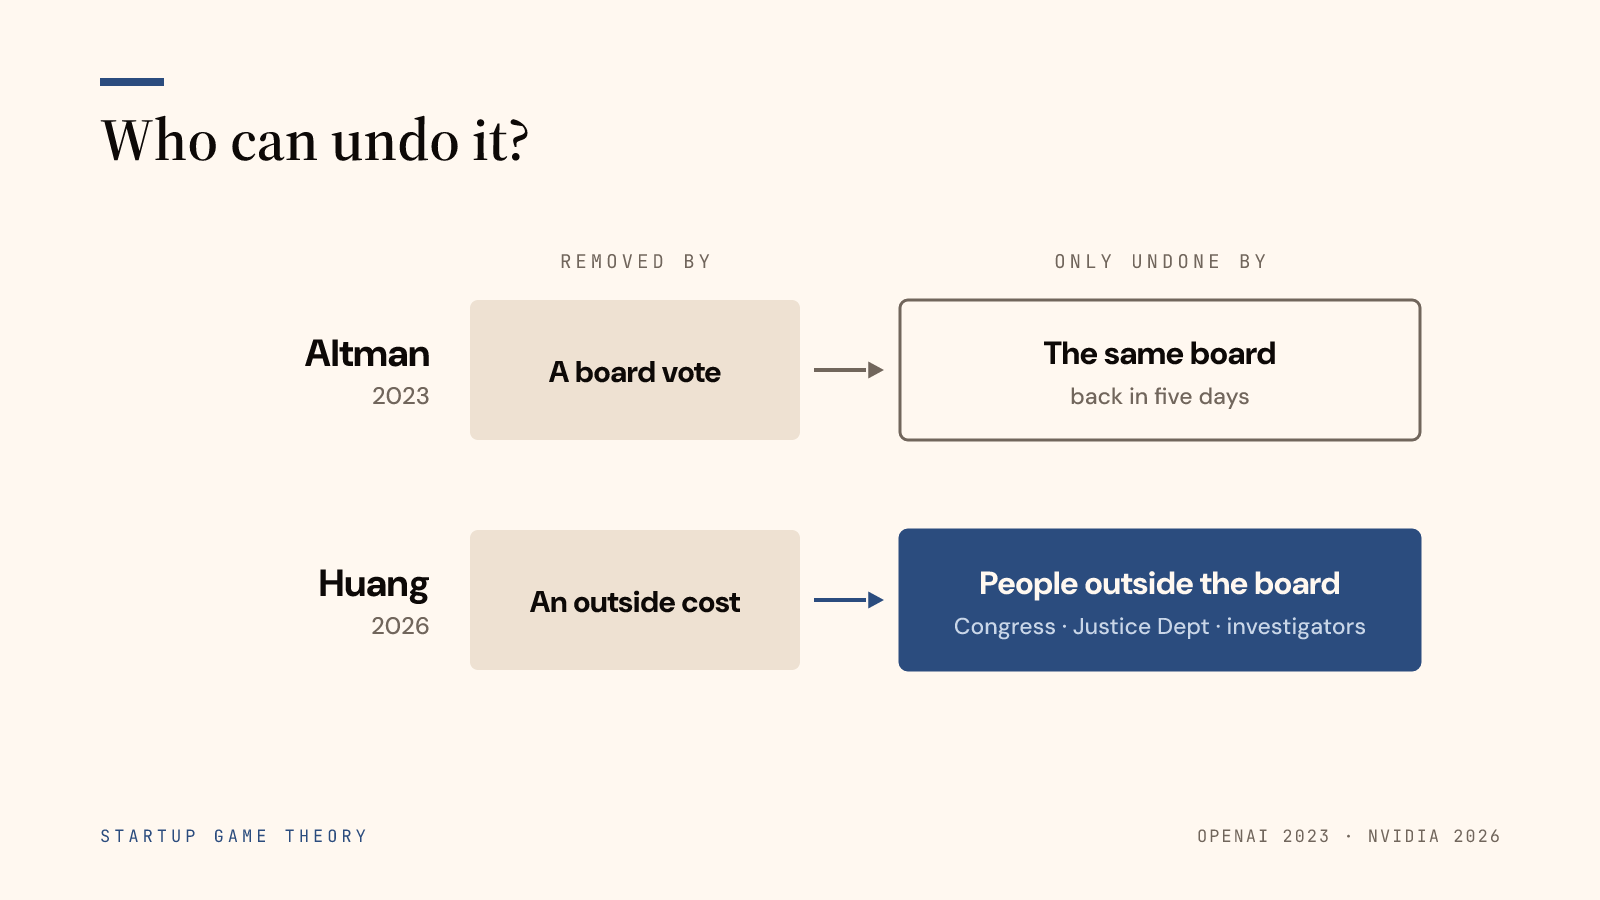 Who can undo it?
REMOVED BY
ONLY UNDONE BY
Altman
2023
A board vote
The same board
back in five days
Huang
2026
An outside cost
People outside the board
Congress · Justice Dept · investigators
STARTUP GAME THEORY
OPENAI 2023 · NVIDIA 2026